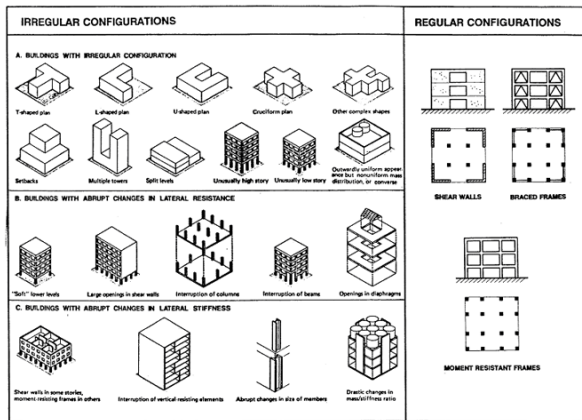 IRREGULAR CONFIGURATIONS
REGULAR CONFIGURATIONS
A. BUILDINGS WITH IRREGULAR CONFIGURATION
T-shaped plan
L-shaped plan
U-shaped plan
Cruciform plan
Other complex shapes
Setbacks
Multiple towers
Split levels
Unusually high story
Unusually low story
Outwardly uniform appear-
ance but nonuniform mass
distribution, or converse
B. BUILDINGS WITH ABRUPT CHANGES IN LATERAL RESISTANCE
"Soft" lower levels
Large openings in shear walls
Interruption of columns
Interruption of beams
Openings in diaphragms
C. BUILDINGS WITH ABRUPT CHANGES IN LATERAL STIFFNESS
Shear walls in some stories,
moment-resisting frames in others
Interruption of vertical-resisting elements
Abrupt changes in size of members
Drastic changes in
mass/stiffness ratio
SHEAR WALLS
BRACED FRAMES
MOMENT RESISTANT FRAMES